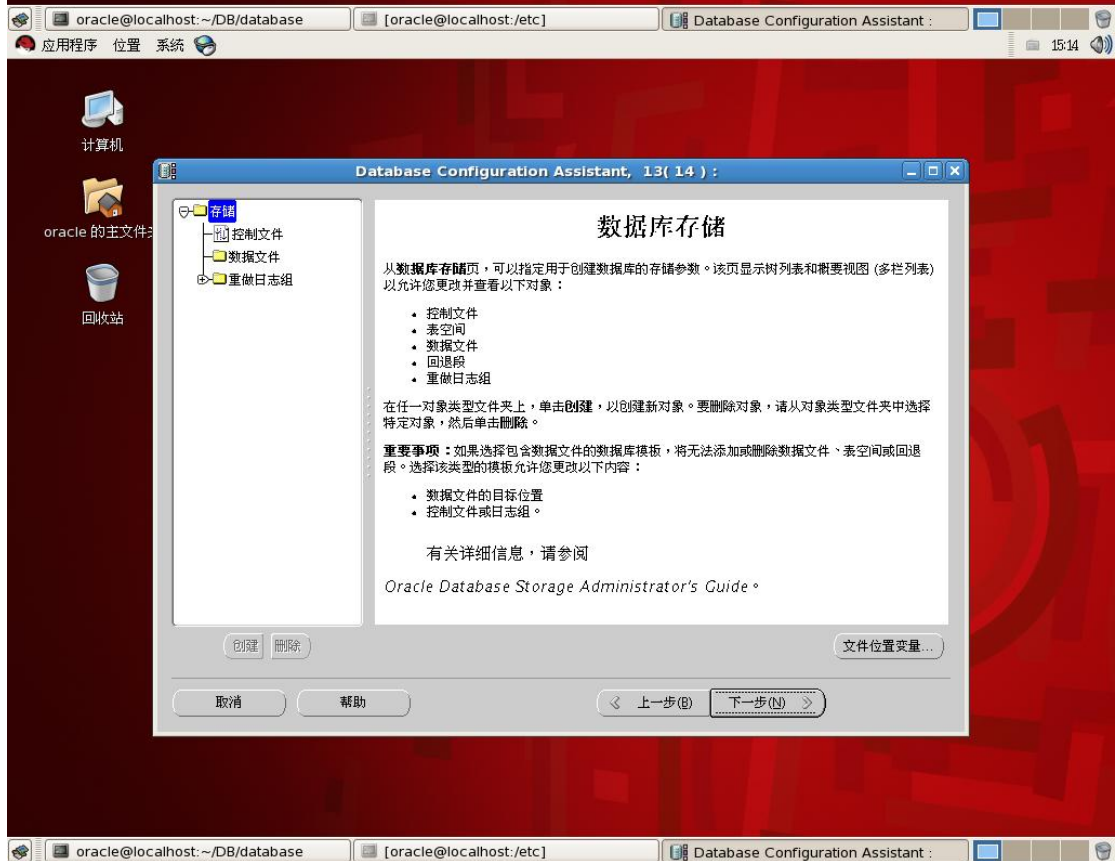 oracle@localhost:~/DB/database
[oracle@localhost:/etc]
Database Configuration Assistant :
应用程序 位置 系统
15:14
计算机
oracle 的主文件夹
回收站
Database Configuration Assistant, 13( 14 ) :
存储
控制文件
数据文件
重做日志组
数据库存储
从数据库存储页，可以指定用于创建数据库的存储参数。该页显示树列表和概要视图 (多栏列表)
以允许您更改并查看以下对象：
• 控制文件
• 表空间
• 数据文件
• 回退段
• 重做日志组
在任一对象类型文件夹上，单击创建，以创建新对象。要删除对象，请从对象类型文件夹中选择
特定对象，然后单击删除。
重要事项：如果选择包含数据文件的数据库模板，将无法添加或删除数据文件、表空间或回退
段。选择该类型的模板允许您更改以下内容：
• 数据文件的目标位置
• 控制文件或日志组。
有关详细信息，请参阅
Oracle Database Storage Administrator's Guide。
创建 删除
文件位置变量...
取消 帮助
上一步(B) 下一步(N)
oracle@localhost:~/DB/database
[oracle@localhost:/etc]
Database Configuration Assistant :